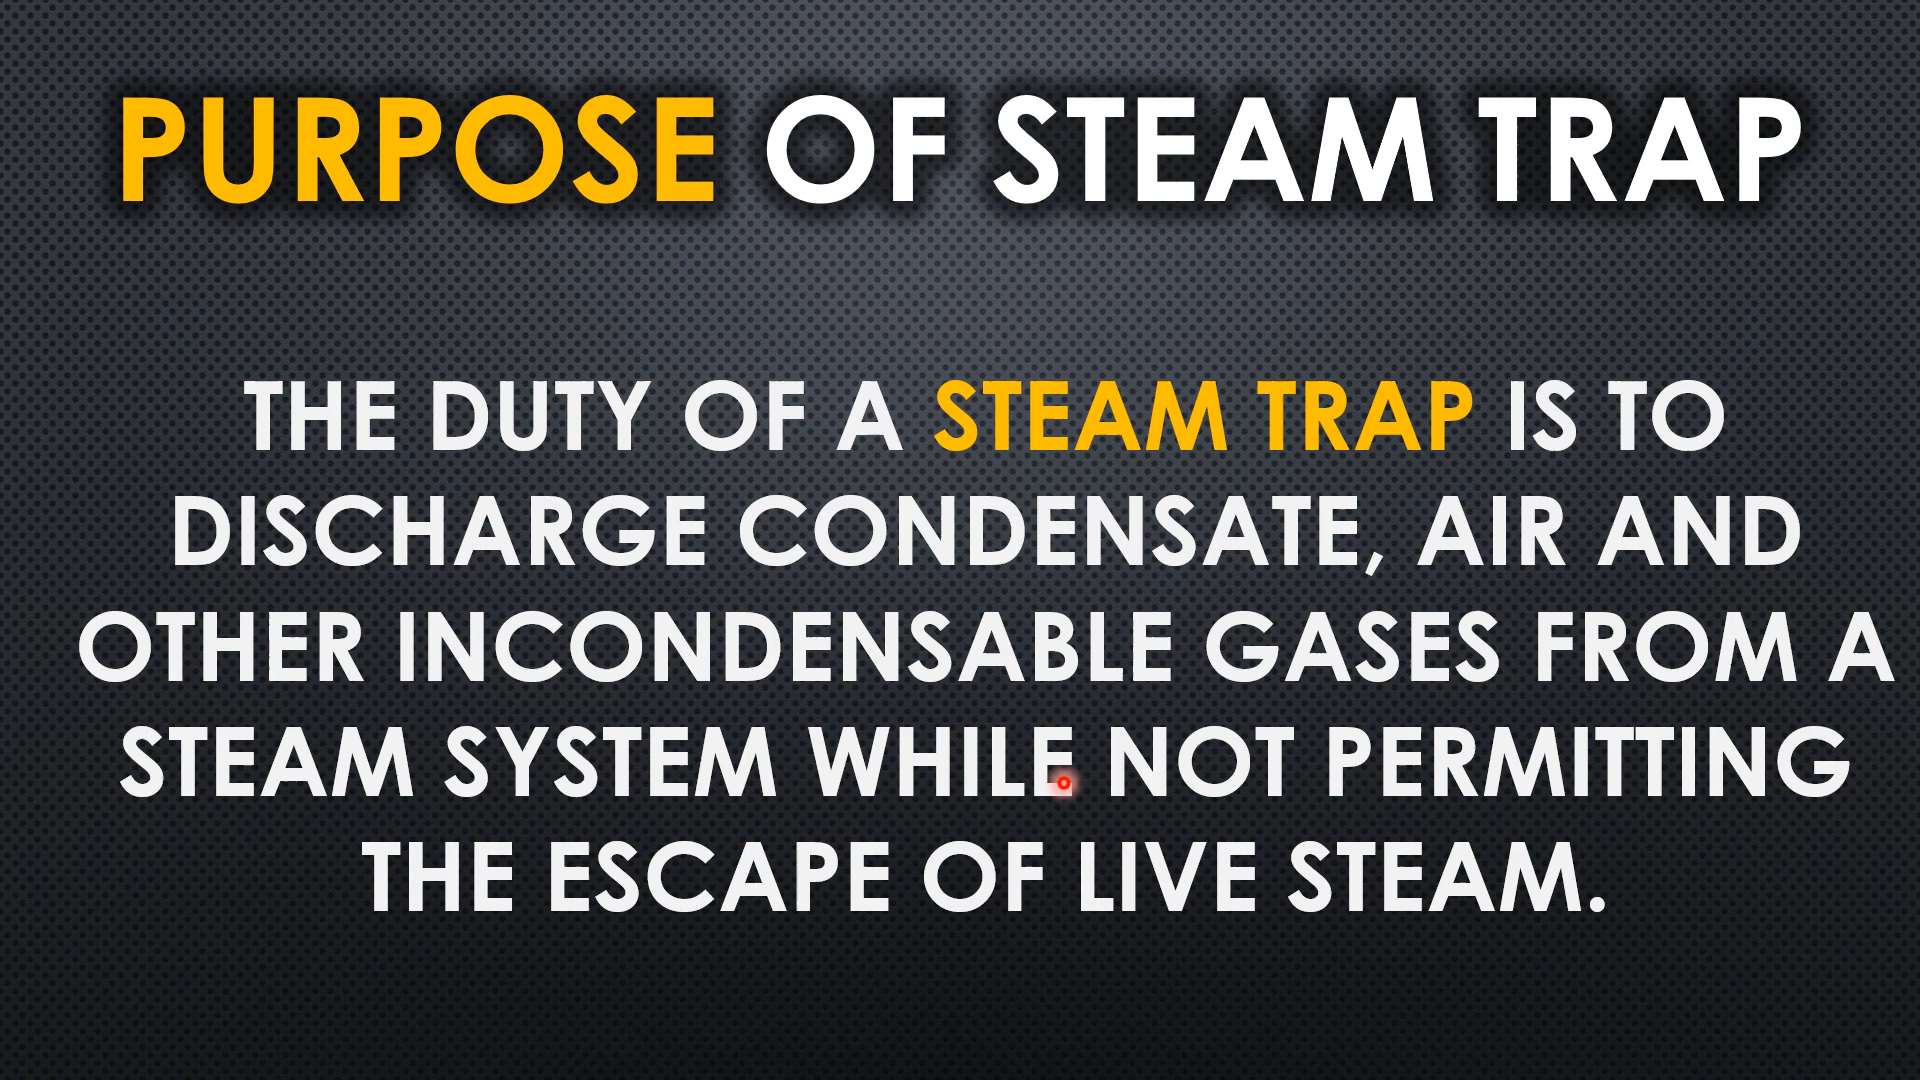 PURPOSE OF STEAM TRAP
THE DUTY OF A STEAM TRAP IS TO
DISCHARGE CONDENSATE, AIR AND
OTHER INCONDENSABLE GASES FROM A
STEAM SYSTEM WHILE NOT PERMITTING
THE ESCAPE OF LIVE STEAM.